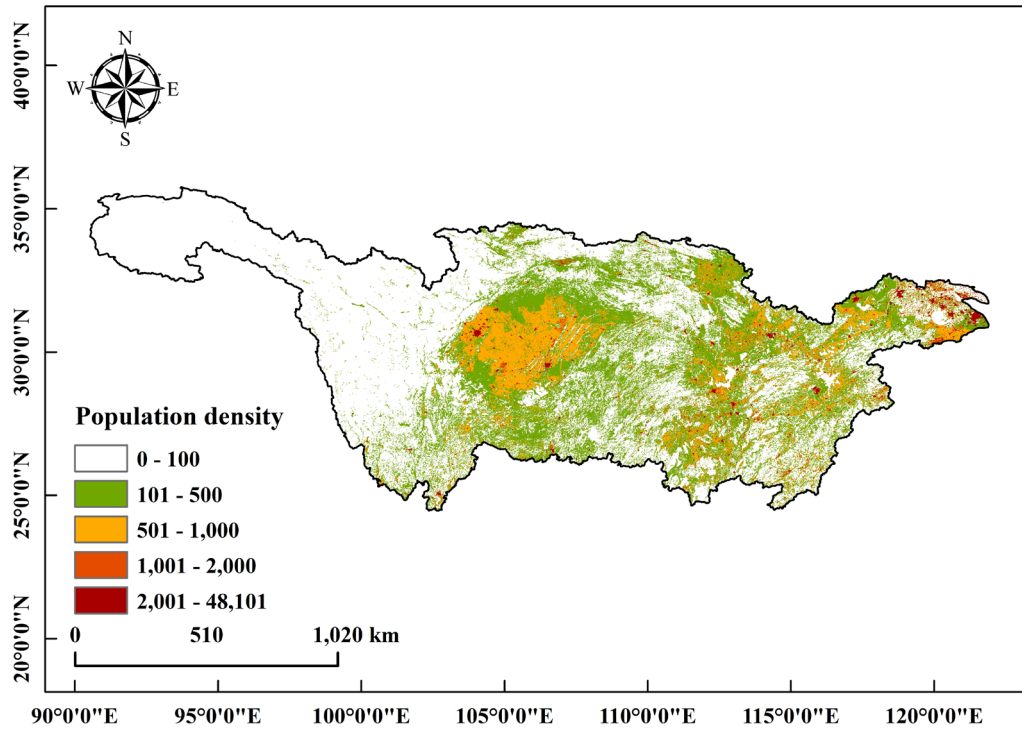 N
W E
S
40°0'0"N
35°0'0"N
30°0'0"N
25°0'0"N
20°0'0"N
Population density
0 - 100
101 - 500
501 - 1,000
1,001 - 2,000
2,001 - 48,101
0 510 1,020 km
90°0'0"E 95°0'0"E 100°0'0"E 105°0'0"E 110°0'0"E 115°0'0"E 120°0'0"E